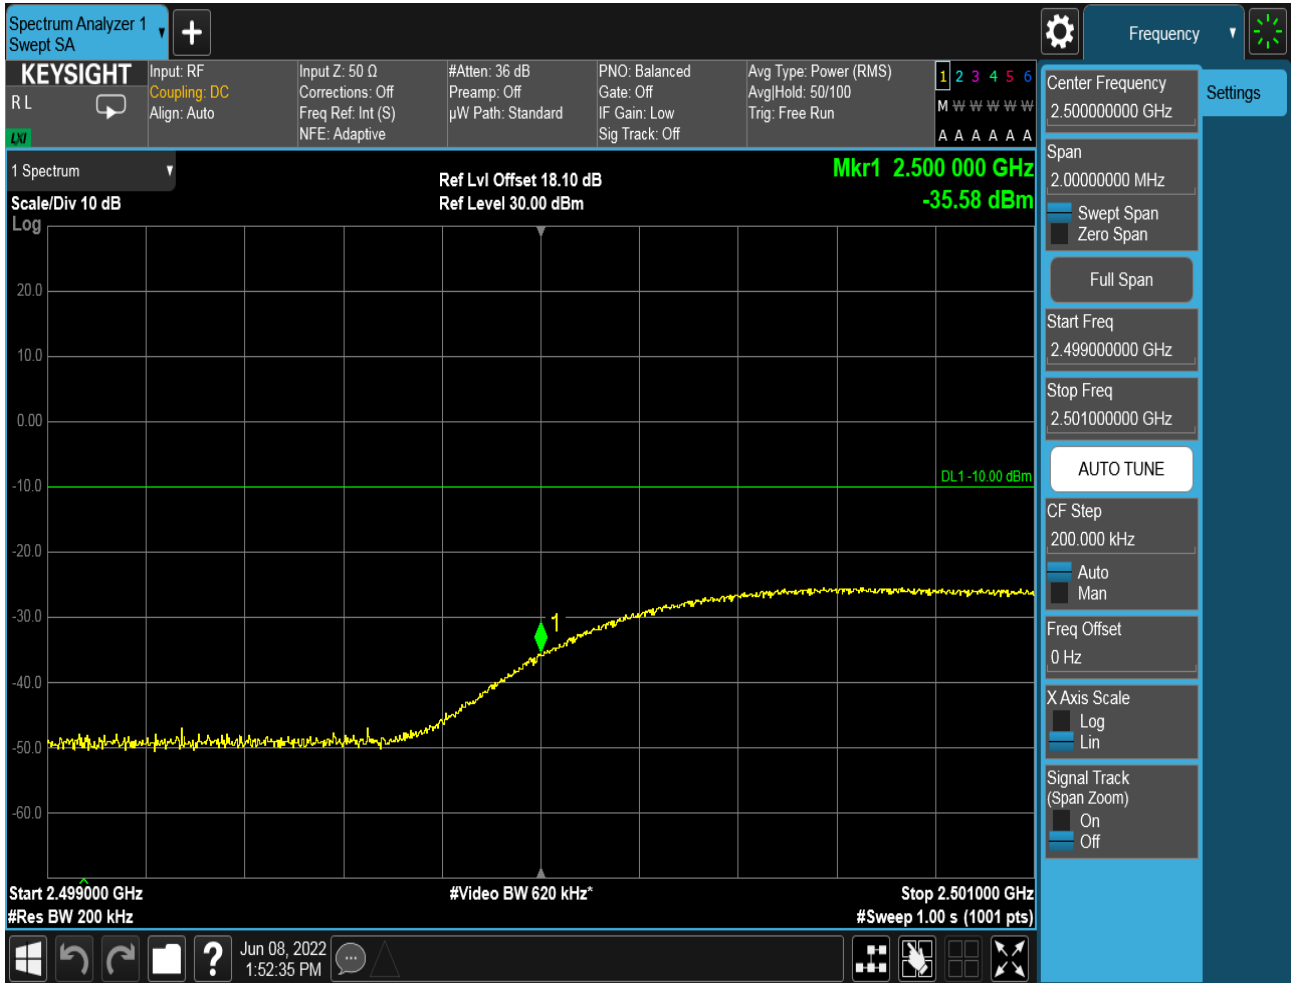 Spectrum Analyzer 1
Swept SA
Frequency
KEYSIGHT
R L
LXI
Input: RF
Coupling: DC
Align: Auto
Input Z: 50 Ω
Corrections: Off
Freq Ref: Int (S)
NFE: Adaptive
#Atten: 36 dB
Preamp: Off
µW Path: Standard
PNO: Balanced
Gate: Off
IF Gain: Low
Sig Track: Off
Avg Type: Power (RMS)
Avg|Hold: 50/100
Trig: Free Run
1 2 3 4 5 6
M W W W W W
A A A A A A
1 Spectrum
Scale/Div 10 dB
Log
Ref Lvl Offset 18.10 dB
Ref Level 30.00 dBm
Mkr1 2.500 000 GHz
-35.58 dBm
20.0
10.0
0.00
-10.0
-20.0
-30.0
-40.0
-50.0
-60.0
DL1 -10.00 dBm
1
Start 2.499000 GHz
#Res BW 200 kHz
#Video BW 620 kHz*
Stop 2.501000 GHz
#Sweep 1.00 s (1001 pts)
Center Frequency
2.500000000 GHz
Settings
Span
2.00000000 MHz
Swept Span
Zero Span
Full Span
Start Freq
2.499000000 GHz
Stop Freq
2.501000000 GHz
AUTO TUNE
CF Step
200.000 kHz
Auto
Man
Freq Offset
0 Hz
X Axis Scale
Log
Lin
Signal Track
(Span Zoom)
On
Off
?
Jun 08, 2022
1:52:35 PM